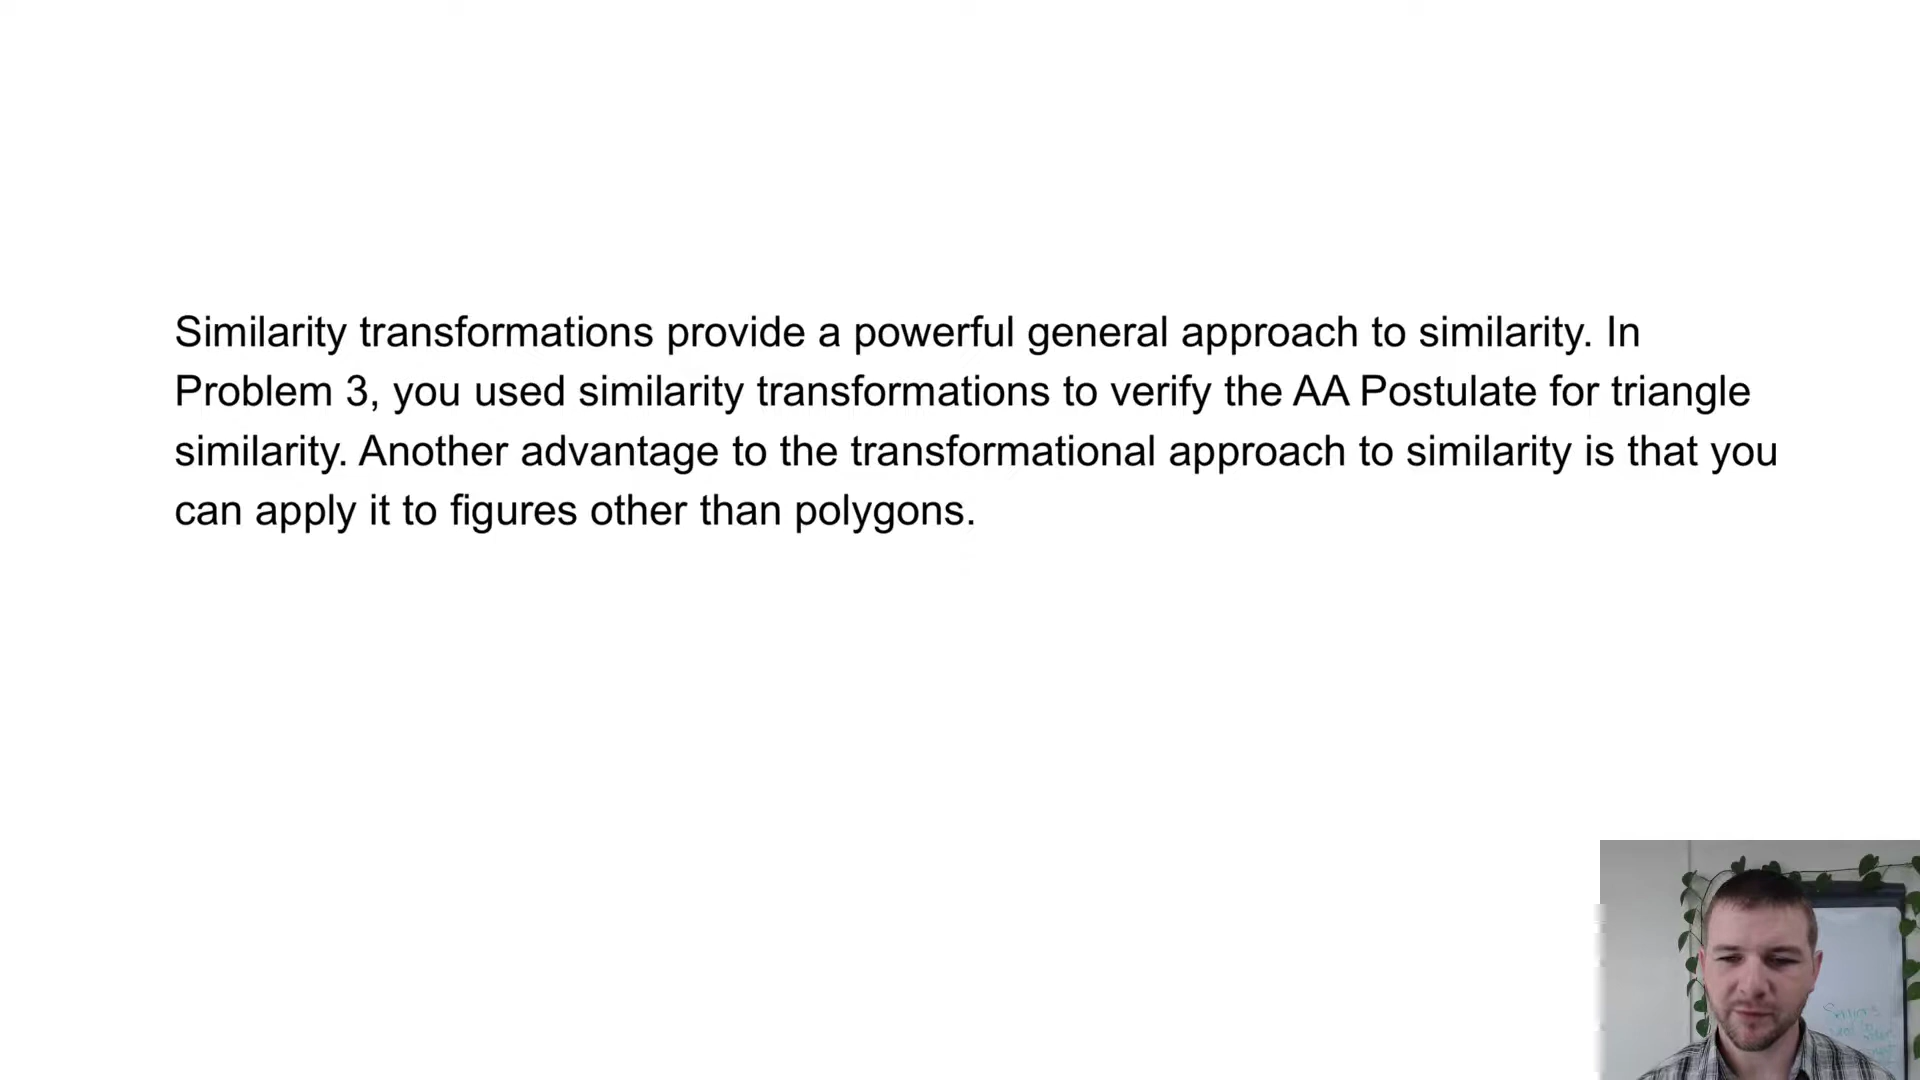 Similarity transformations provide a powerful general approach to similarity. In
Problem 3, you used similarity transformations to verify the AA Postulate for triangle
similarity. Another advantage to the transformational approach to similarity is that you
can apply it to figures other than polygons.